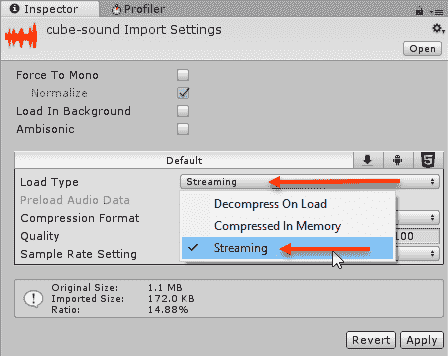 Inspector Profiler
cube-sound Import Settings
Open
Force To Mono
Normalize
Load In Background
Ambisonic
Default
Load Type Streaming
Preload Audio Data Decompress On Load
Compression Format Compressed In Memory
Quality 100
Sample Rate Setting Streaming
Original Size: 1.1 MB
Imported Size: 172.0 KB
Ratio: 14.88%
Revert Apply